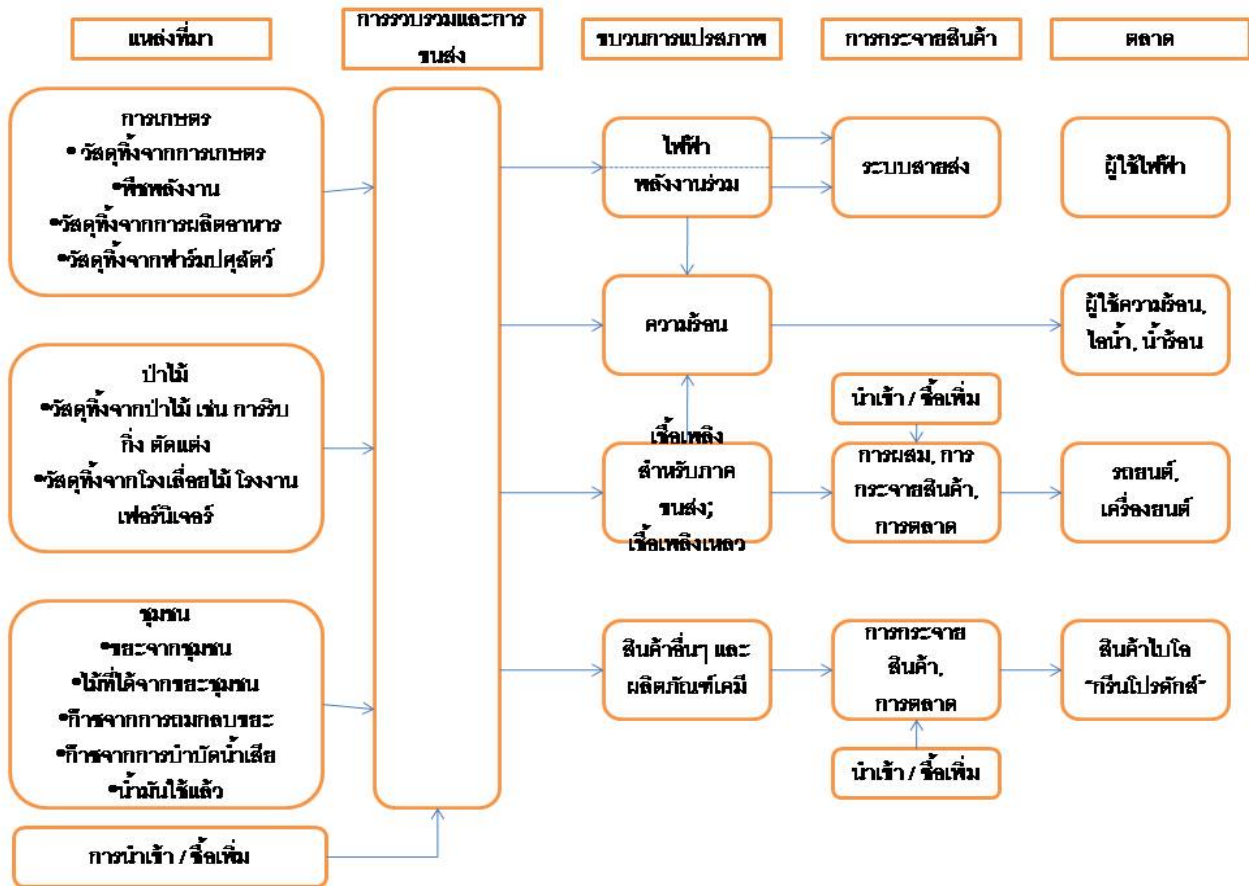 แหล่งที่มา
การรวบรวมและการ
ขนส่ง
ขบวนการแปรสภาพ
การกระจายสินค้า
ตลาด
การเกษตร
•วัสดุทิ้งจากการเกษตร
•พืชพลังงาน
•วัสดุทิ้งจากการผลิตอาหาร
•วัสดุทิ้งจากฟาร์มปศุสัตว์
ป่าไม้
•วัสดุทิ้งจากป่าไม้ เช่น การริบ
กิ่ง ตัดแต่ง
•วัสดุทิ้งจากโรงเลื่อยไม้ โรงงาน
เฟอร์นิเจอร์
ชุมชน
•ขยะจากชุมชน
•ไม้ที่ได้จากขยะชุมชน
•ก๊าซจากการถมกลบขยะ
•ก๊าซจากการบำบัดน้ำเสีย
•น้ำมันใช้แล้ว
การนำเข้า / ซื้อเพิ่ม
ไฟฟ้า
พลังงานร่วม
ระบบสายส่ง
ผู้ใช้ไฟฟ้า
ความร้อน
ผู้ใช้ความร้อน,
ไอน้ำ, น้ำร้อน
นำเข้า / ซื้อเพิ่ม
เชื้อเพลิง
สำหรับภาค
ขนส่ง;
เชื้อเพลิงเหลว
การผสม, การ
กระจายสินค้า,
การตลาด
รถยนต์,
เครื่องยนต์
สินค้าอื่นๆ และ
ผลิตภัณฑ์เคมี
การกระจาย
สินค้า,
การตลาด
สินค้าไบโอ
“กรีนโปรดักส์”
นำเข้า / ซื้อเพิ่ม